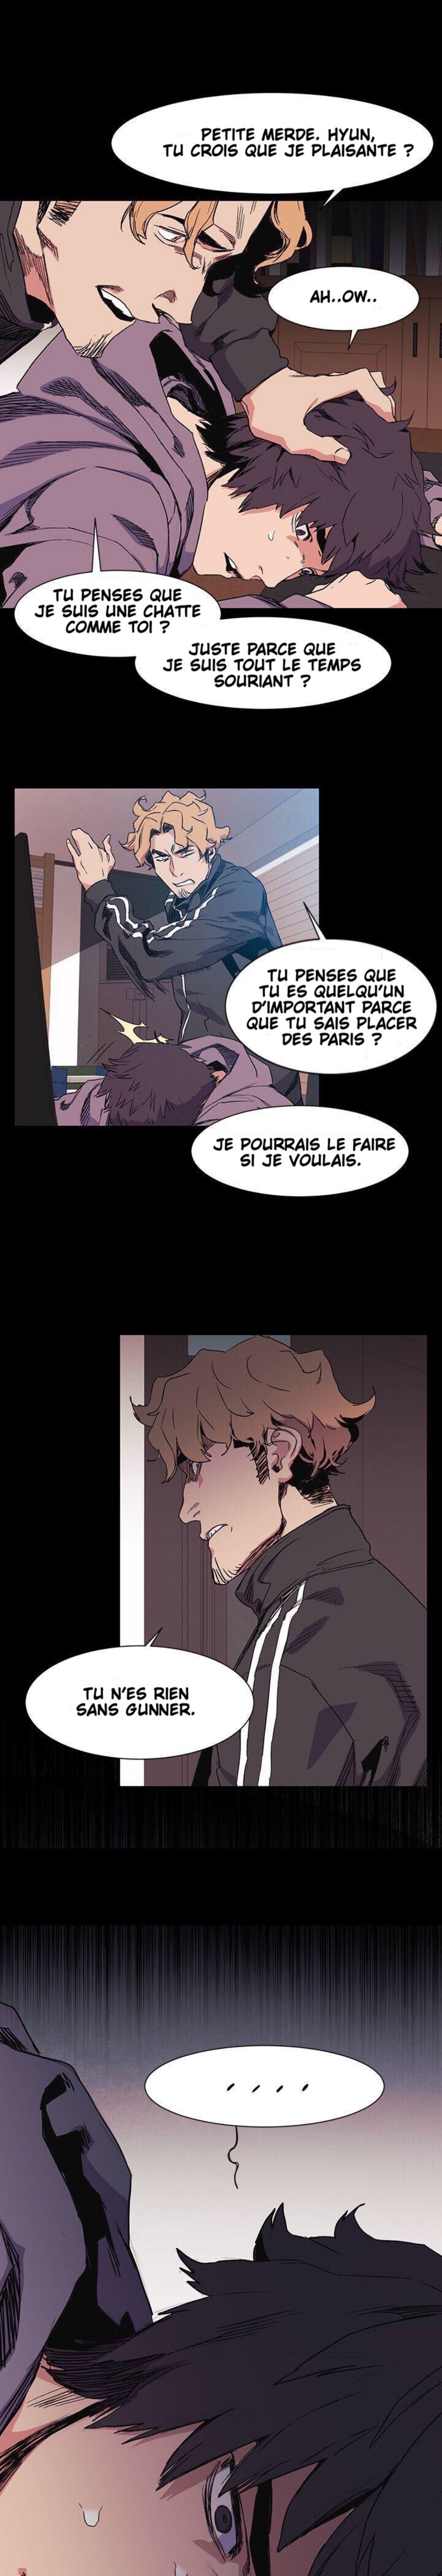 PETITE MERDE. HYUN,
TU CROIS QUE JE PLAISANTE ?
AH..OW..
TU PENSES QUE
JE SUIS UNE CHATTE
COMME TOI ?
JUSTE PARCE QUE
JE SUIS TOUT LE TEMPS
SOURIANT ?
TU PENSES QUE
TU ES QUELQU'UN
D'IMPORTANT PARCE
QUE TU SAIS PLACER
DES PARIS ?
JE POURRAIS LE FAIRE
SI JE VOULAIS.
TU N'ES RIEN
SANS GUNNER.
....